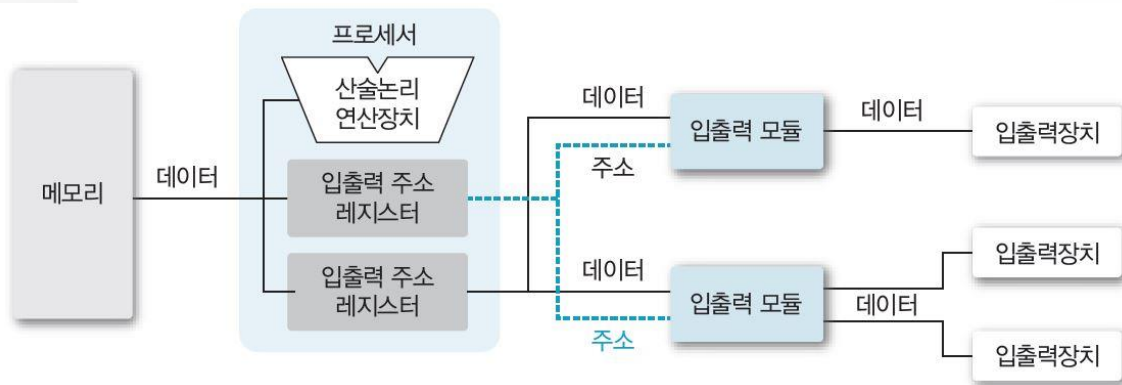 프로세서
산술논리
연산장치
메모리
데이터
입출력 주소
레지스터
입출력 주소
레지스터
데이터
주소
입출력 모듈
데이터
입출력장치
데이터
주소
입출력 모듈
데이터
입출력장치
입출력장치